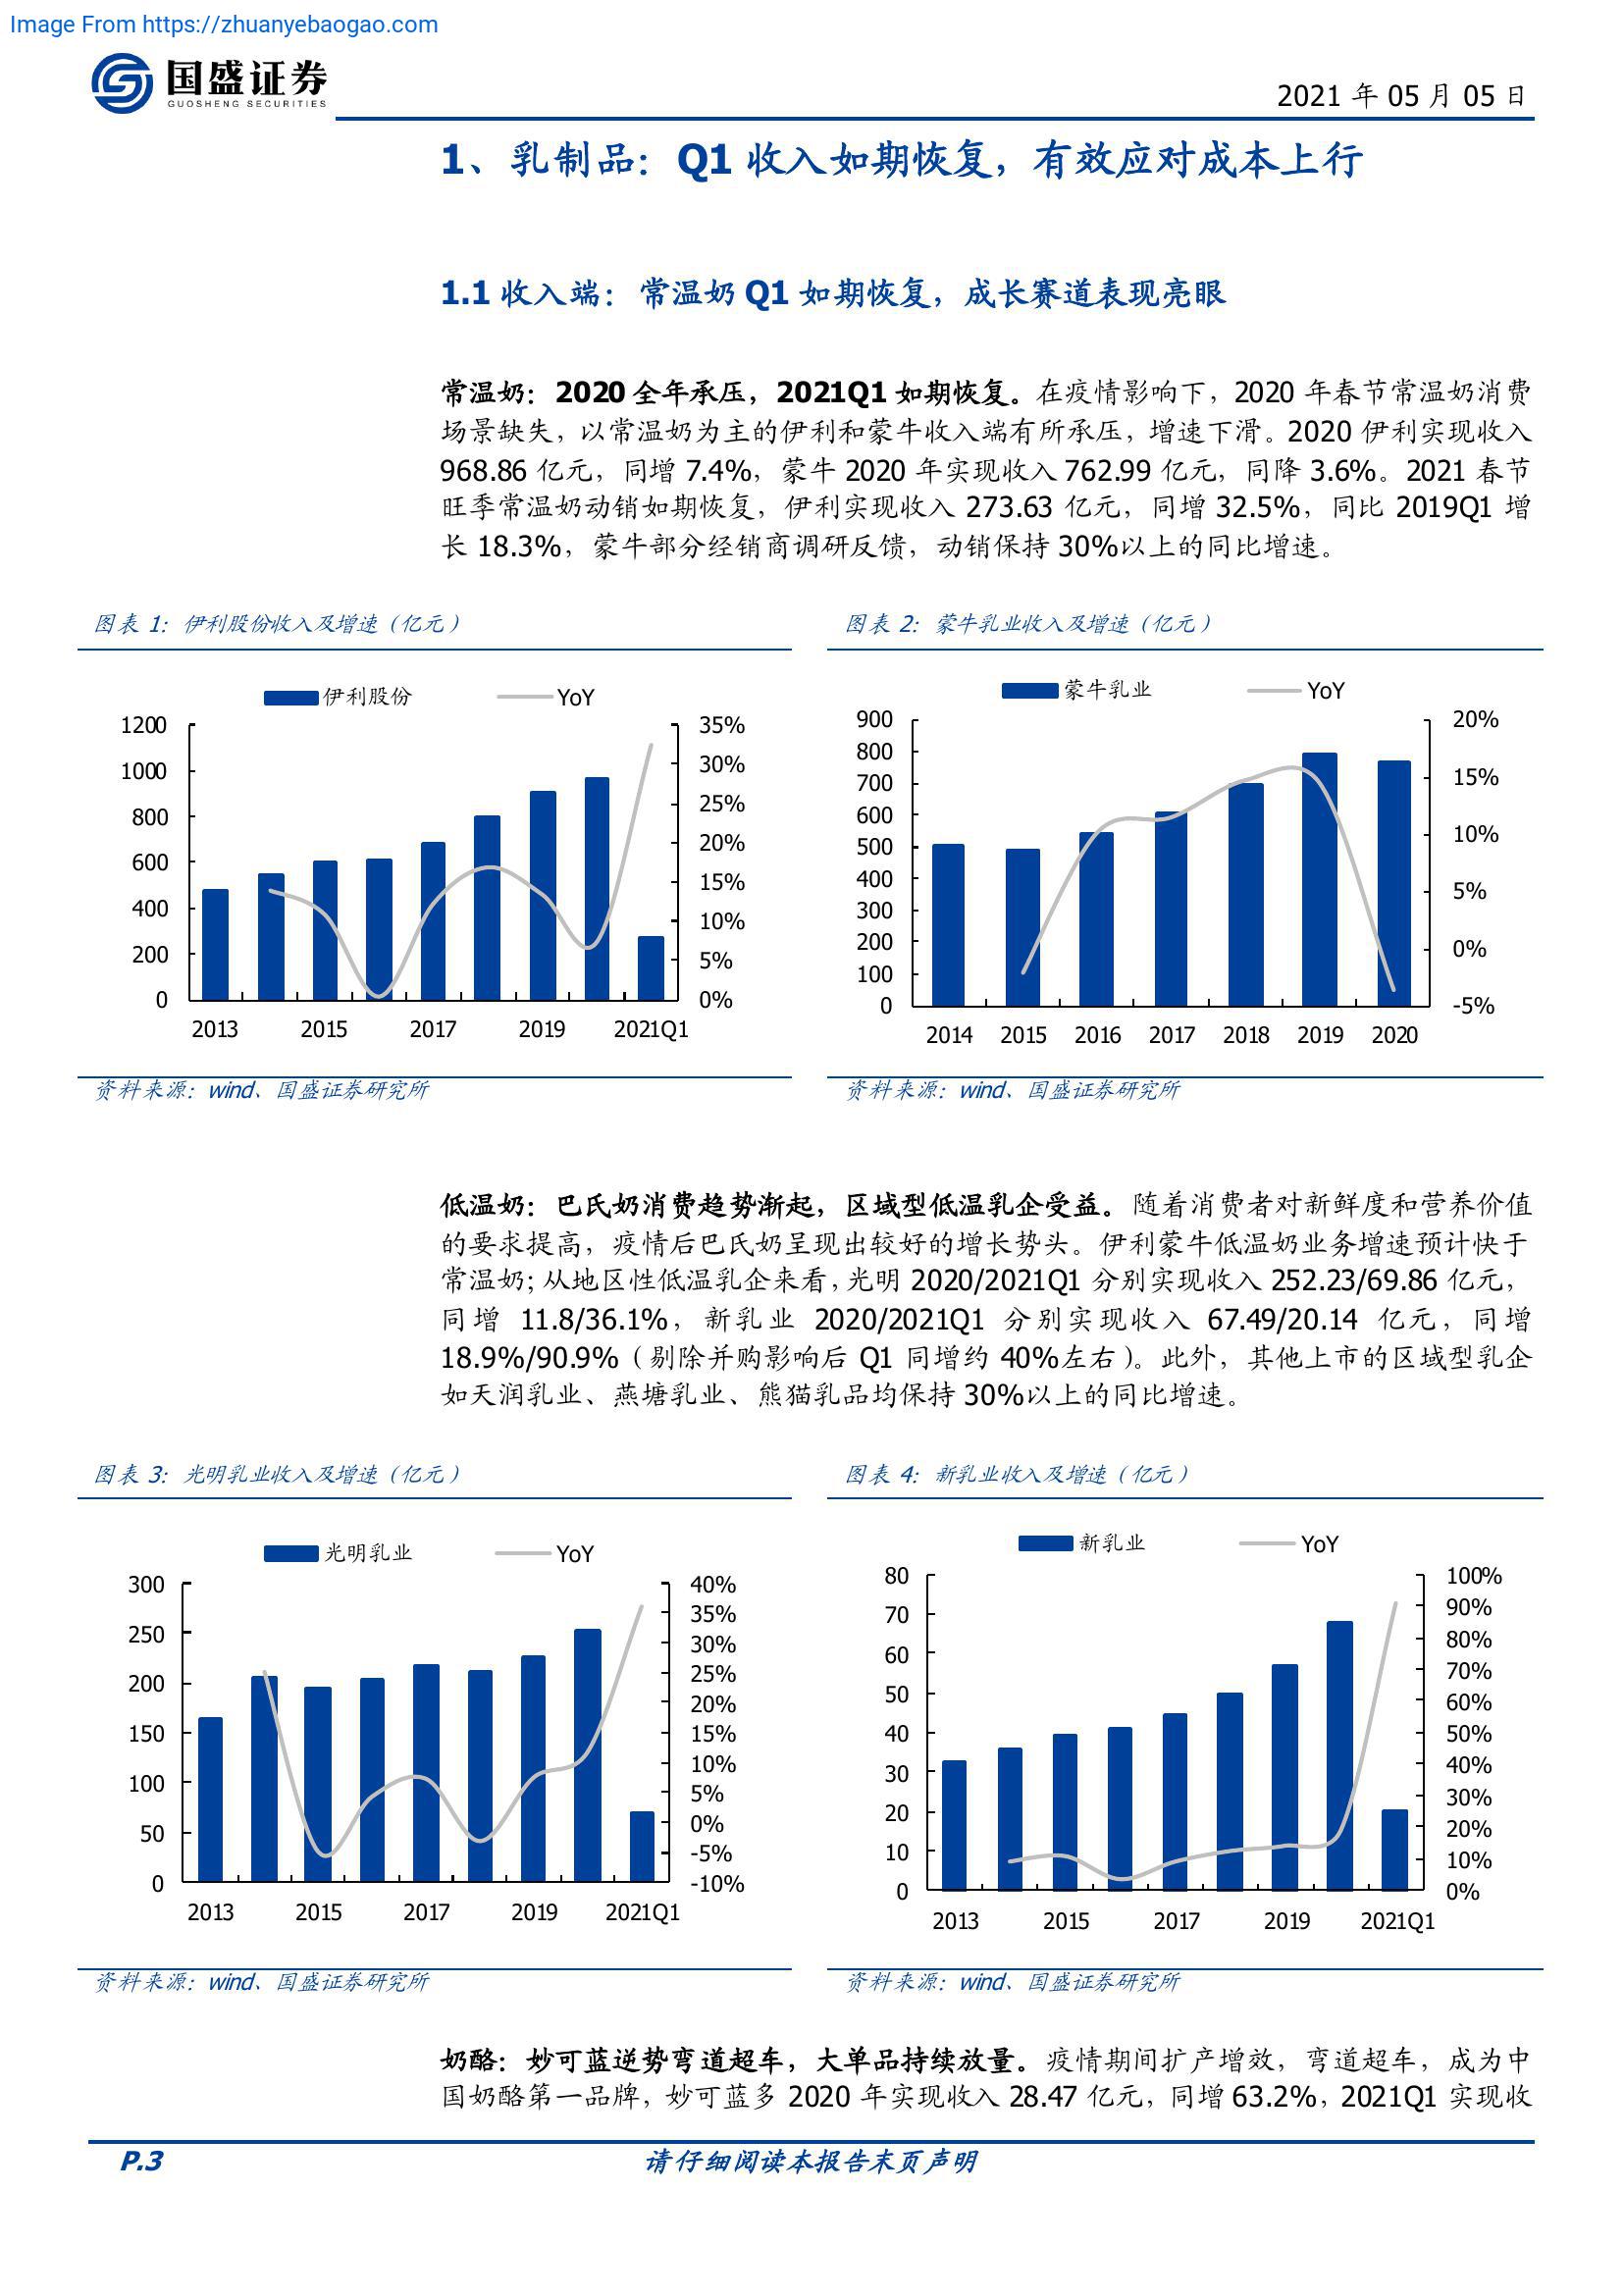 Image From https://zhuanyebaogao.com
国盛证券
GUOSHENG SECURITIES
2021 年 05 月 05 日
1、乳制品：Q1 收入如期恢复，有效应对成本上行
1.1 收入端：常温奶 Q1 如期恢复，成长赛道表现亮眼
常温奶：2020 全年承压，2021Q1 如期恢复。在疫情影响下，2020 年春节常温奶消费
场景缺失，以常温奶为主的伊利和蒙牛收入端有所承压，增速下滑。2020 伊利实现收入
968.86 亿元，同增 7.4%，蒙牛 2020 年实现收入 762.99 亿元，同降 3.6%。2021 春节
旺季常温奶动销如期恢复，伊利实现收入 273.63 亿元，同增 32.5%，同比 2019Q1 增
长 18.3%，蒙牛部分经销商调研反馈，动销保持 30%以上的同比增速。
图表 1：伊利股份收入及增速（亿元）
伊利股份 YoY
1200
1000
800
600
400
200
0
35%
30%
25%
20%
15%
10%
5%
0%
2013 2015 2017 2019 2021Q1
资料来源：wind、国盛证券研究所
图表 2：蒙牛乳业收入及增速（亿元）
蒙牛乳业 YoY
900
800
700
600
500
400
300
200
100
0
20%
15%
10%
5%
0%
-5%
2014 2015 2016 2017 2018 2019 2020
资料来源：wind、国盛证券研究所
低温奶：巴氏奶消费趋势渐起，区域型低温乳企受益。随着消费者对新鲜度和营养价值
的要求提高，疫情后巴氏奶呈现出较好的增长势头。伊利蒙牛低温奶业务增速预计快于
常温奶；从地区性低温乳企来看，光明 2020/2021Q1 分别实现收入 252.23/69.86 亿元，
同增 11.8/36.1%，新乳业 2020/2021Q1 分别实现收入 67.49/20.14 亿元，同增
18.9%/90.9%（剔除并购影响后 Q1 同增约 40%左右）。此外，其他上市的区域型乳企
如天润乳业、燕塘乳业、熊猫乳品均保持 30%以上的同比增速。
图表 3：光明乳业收入及增速（亿元）
光明乳业 YoY
300
250
200
150
100
50
0
40%
35%
30%
25%
20%
15%
10%
5%
0%
-5%
-10%
2013 2015 2017 2019 2021Q1
资料来源：wind、国盛证券研究所
图表 4：新乳业收入及增速（亿元）
新乳业 YoY
80
70
60
50
40
30
20
10
0
100%
90%
80%
70%
60%
50%
40%
30%
20%
10%
0%
2013 2015 2017 2019 2021Q1
资料来源：wind、国盛证券研究所
奶酪：妙可蓝逆势弯道超车，大单品持续放量。疫情期间扩产增效，弯道超车，成为中
国奶酪第一品牌，妙可蓝多 2020 年实现收入 28.47 亿元，同增 63.2%，2021Q1 实现收
P.3
请仔细阅读本报告末页声明